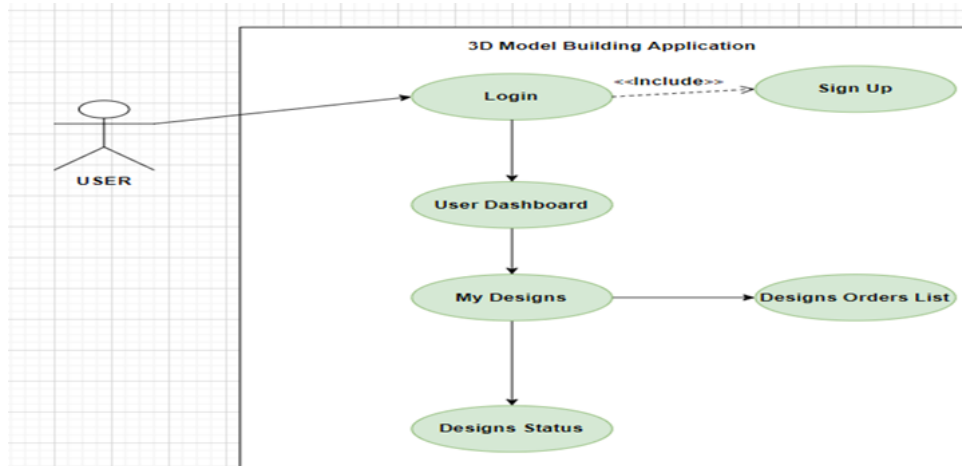 3D Model Building Application
Login
<<Include>>
Sign Up
USER
User Dashboard
My Designs
Designs Orders List
Designs Status